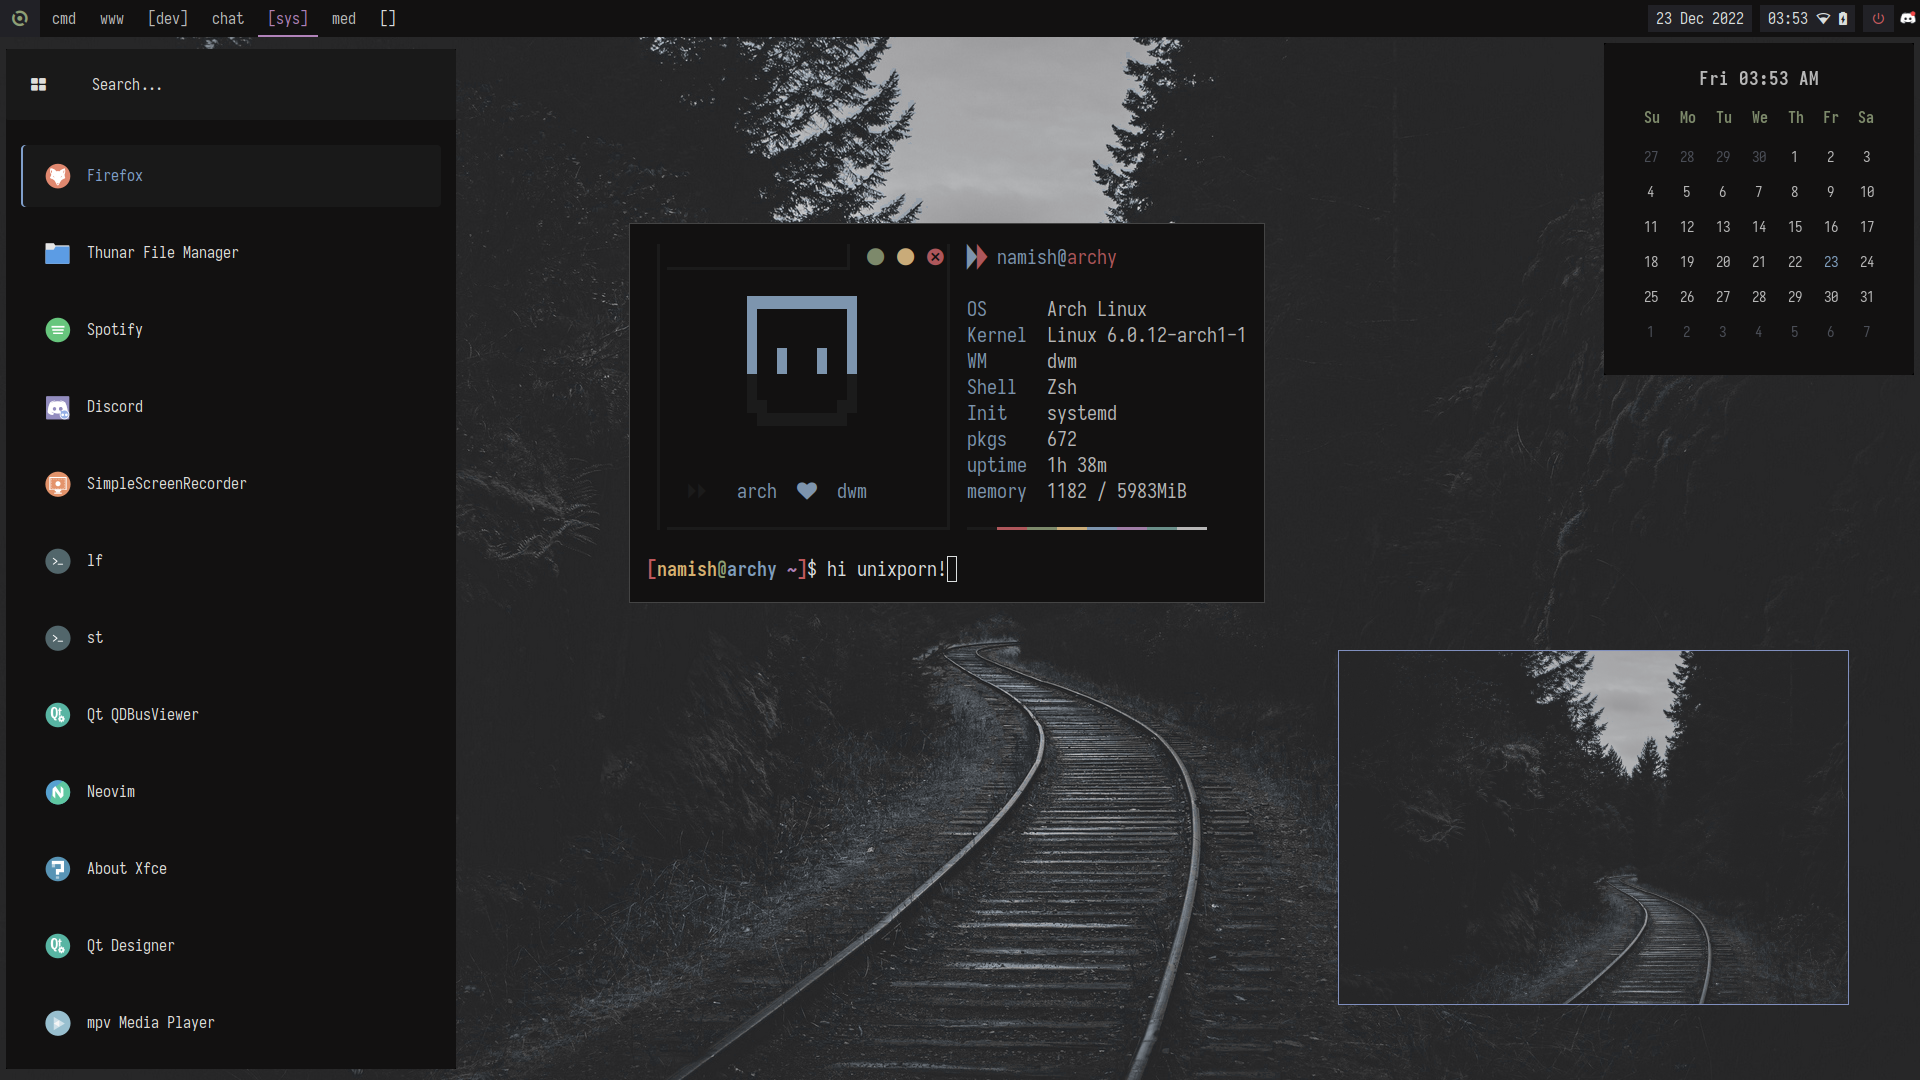 cmd www [dev] chat [sys] med []
23 Dec 2022 03:53
Search...
Firefox
Thunar File Manager
Spotify
Discord
SimpleScreenRecorder
lf
st
Qt QDBusViewer
Neovim
About Xfce
Qt Designer
mpv Media Player
namish@archy
OS Arch Linux
Kernel Linux 6.0.12-arch1-1
WM dwm
Shell Zsh
Init systemd
pkgs 672
uptime 1h 38m
memory 1182 / 5983MiB
arch dwm
[namish@archy ~]$ hi unixporn!
Fri 03:53 AM
Su Mo Tu We Th Fr Sa
27 28 29 30 1 2 3
4 5 6 7 8 9 10
11 12 13 14 15 16 17
18 19 20 21 22 23 24
25 26 27 28 29 30 31
1 2 3 4 5 6 7